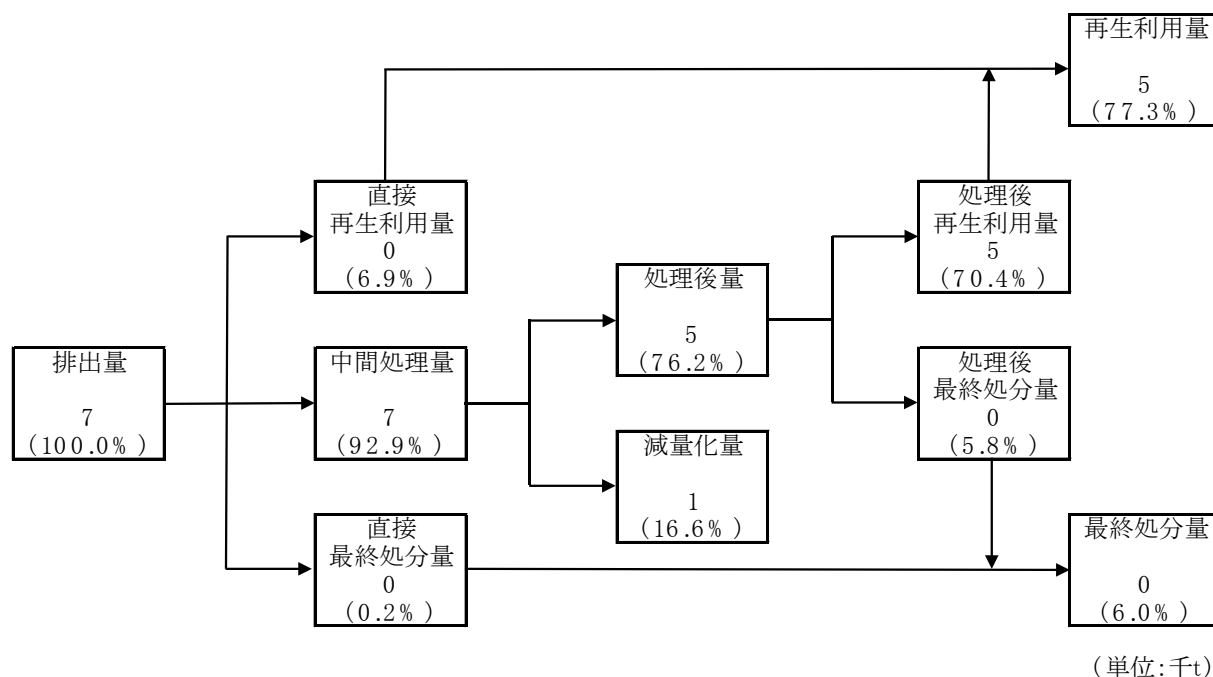 再生利用量
5
(77.3%)
直接
再生利用量
0
(6.9%)
処理後
再生利用量
5
(70.4%)
処理後量
5
(76.2%)
排出量
7
(100.0%)
中間処理量
7
(92.9%)
処理後
最終処分量
0
(5.8%)
減量化量
1
(16.6%)
直接
最終処分量
0
(0.2%)
最終処分量
0
(6.0%)
(単位:千t)